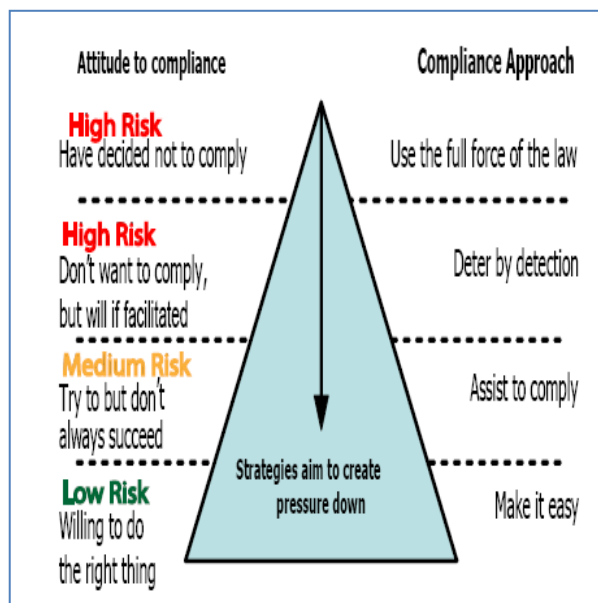 Attitude to compliance
Compliance Approach
High Risk
Have decided not to comply
Use the full force of the law
High Risk
Don't want to comply,
but will if facilitated
Deter by detection
Medium Risk
Try to but don't
always succeed
Assist to comply
Strategies aim to create
pressure down
Low Risk
Willing to do
the right thing
Make it easy